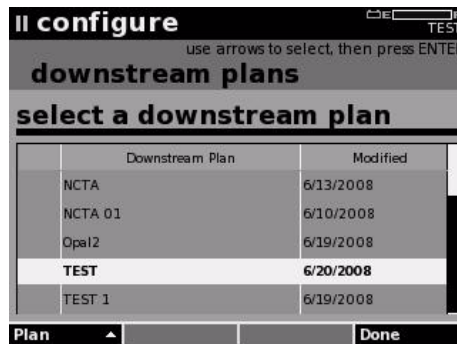 II configure
E F
TEST
use arrows to select, then press ENTE
downstream plans
select a downstream plan
Downstream Plan Modified
NCTA 6/13/2008
NCTA 01 6/10/2008
Opal2 6/19/2008
TEST 6/20/2008
TEST 1 6/19/2008
Plan Done